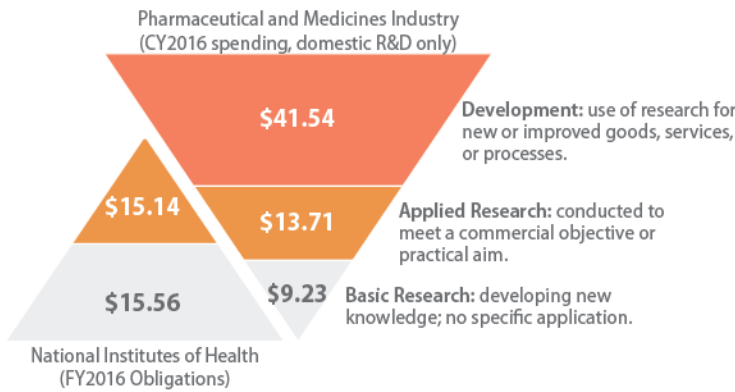 Pharmaceutical and Medicines Industry
(CY2016 spending, domestic R&D only)
$41.54
Development: use of research for
new or improved goods, services,
or processes.
$15.14
$13.71
Applied Research: conducted to
meet a commercial objective or
practical aim.
$15.56
$9.23
Basic Research: developing new
knowledge; no specific application.
National Institutes of Health
(FY2016 Obligations)